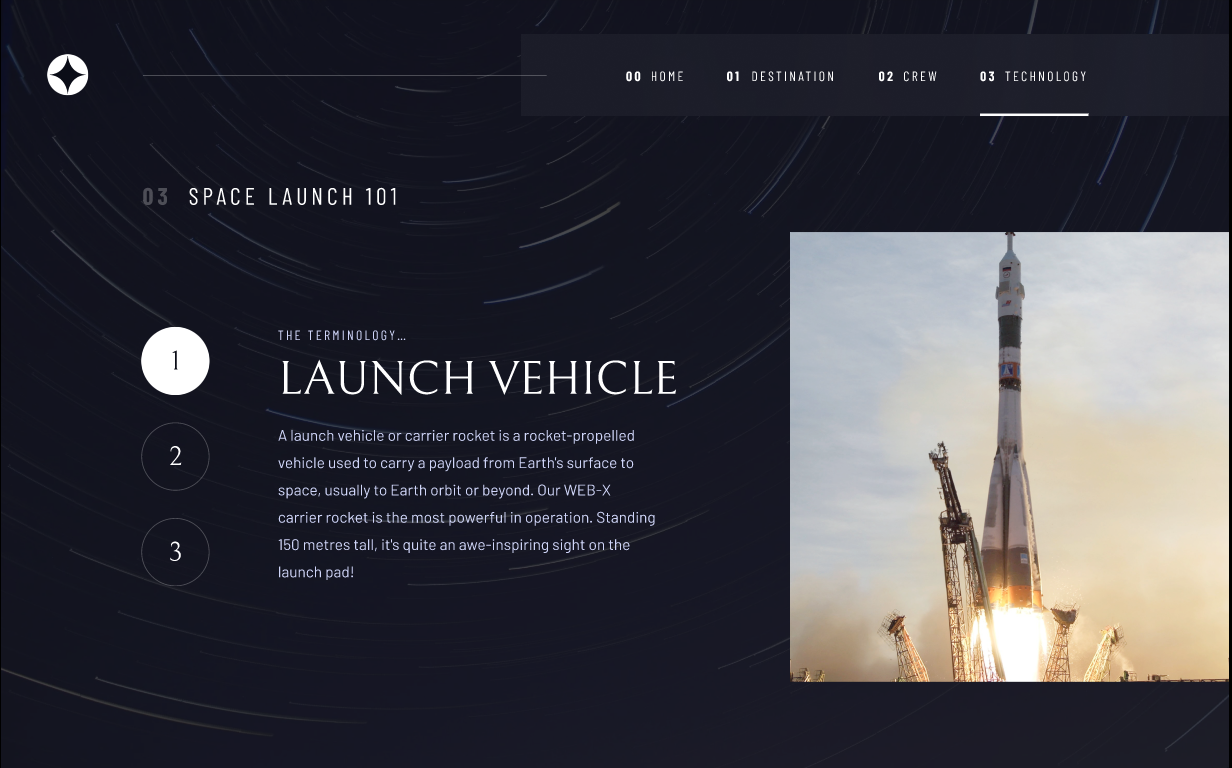 00 HOME
01 DESTINATION
02 CREW
03 TECHNOLOGY
03 SPACE LAUNCH 101
1
2
3
THE TERMINOLOGY…
LAUNCH VEHICLE
A launch vehicle or carrier rocket is a rocket-propelled
vehicle used to carry a payload from Earth's surface to
space, usually to Earth orbit or beyond. Our WEB-X
carrier rocket is the most powerful in operation. Standing
150 metres tall, it's quite an awe-inspiring sight on the
launch pad!